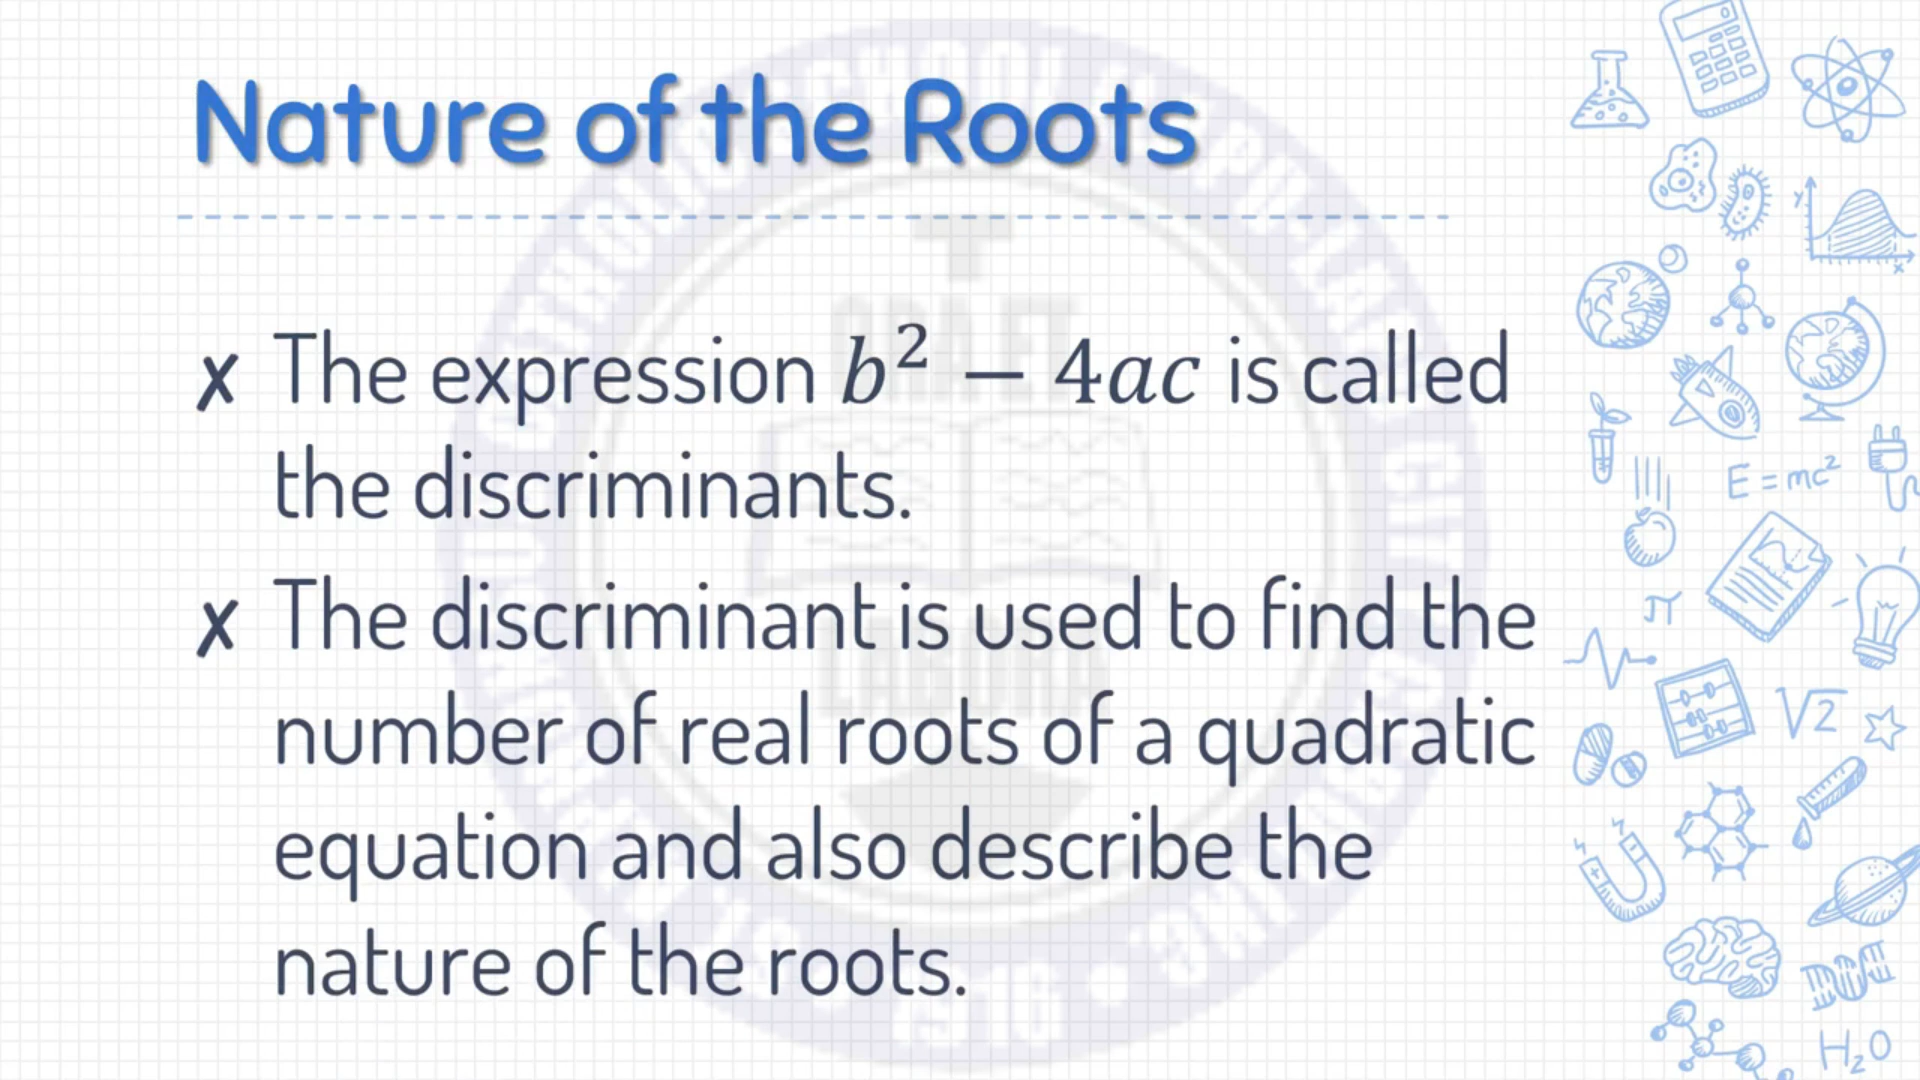 Nature of the Roots
✗ The expression b² − 4ac is called
the discriminants.
✗ The discriminant is used to find the
number of real roots of a quadratic
equation and also describe the
nature of the roots.
y
x
E = mc²
π
√2
H₂O